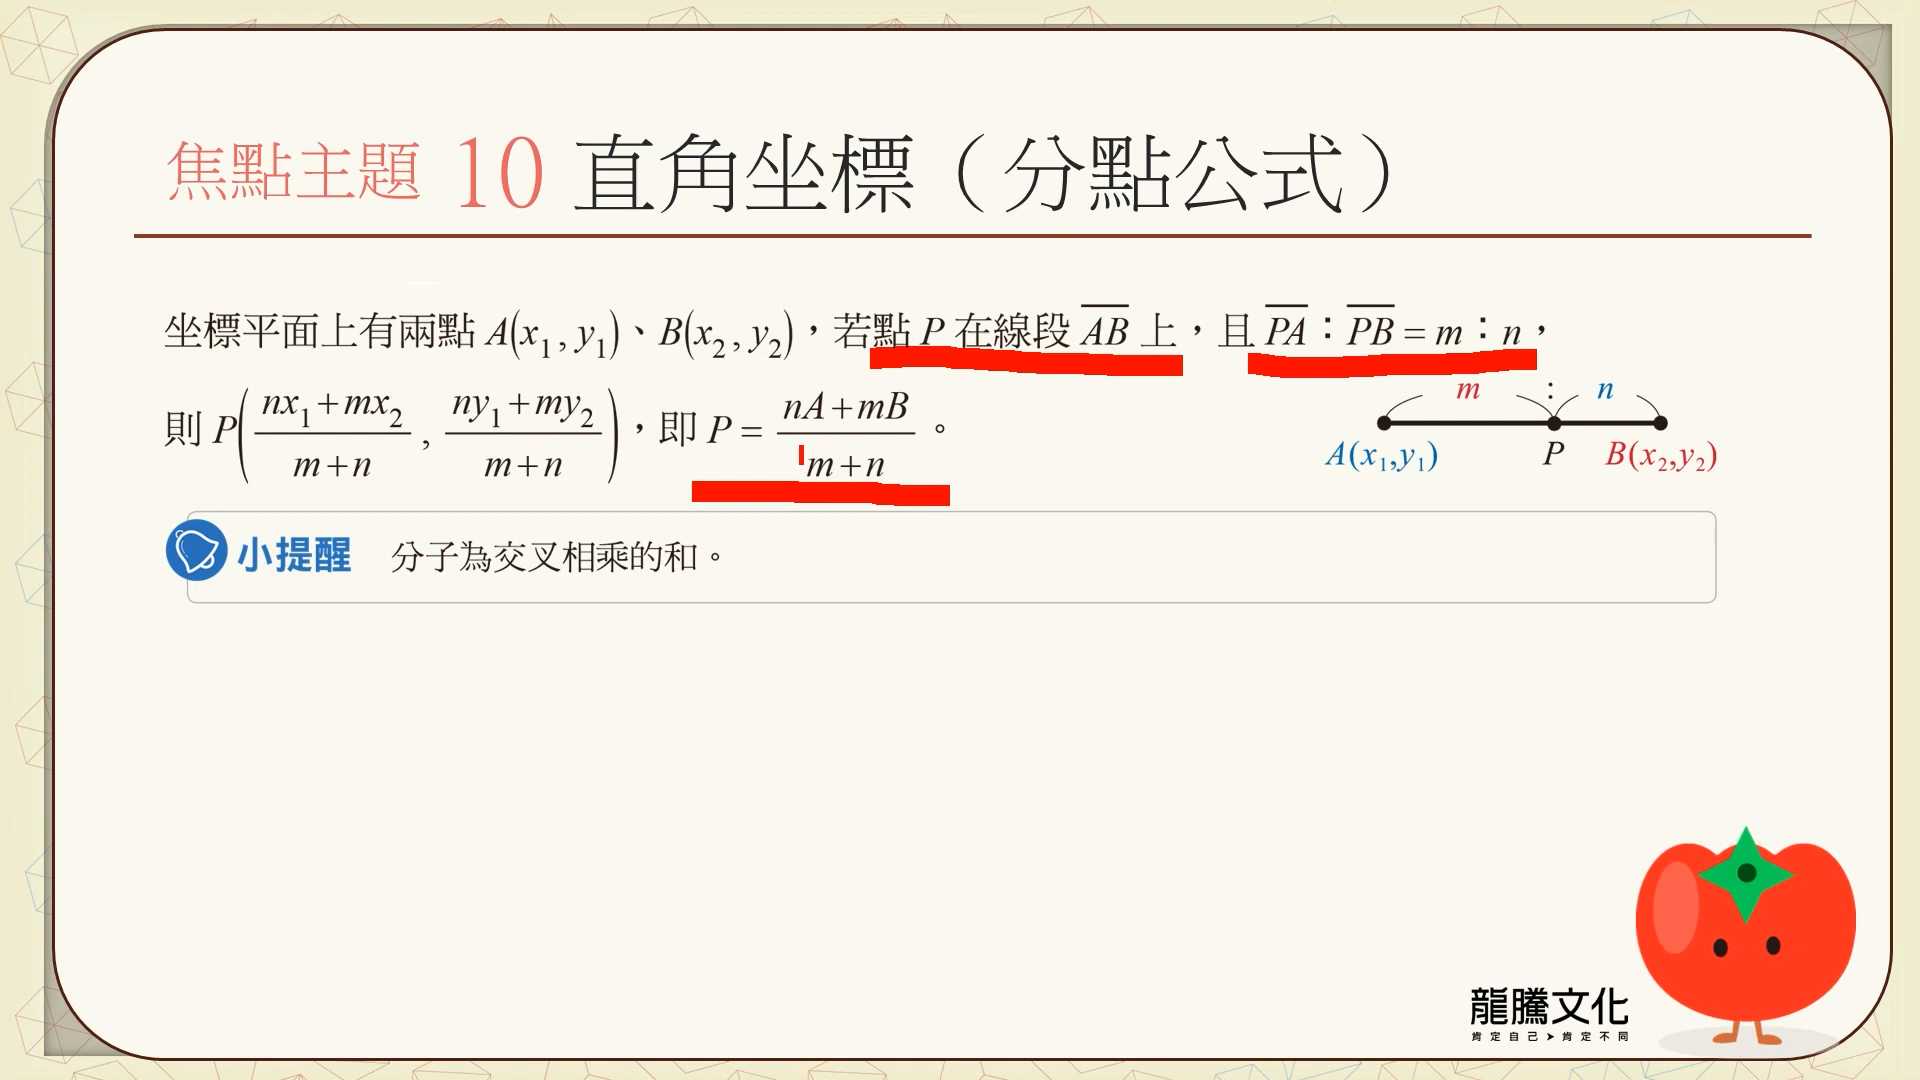 焦點主題 10 直角坐標（分點公式）
坐標平面上有兩點 A(x₁, y₁)、B(x₂, y₂)，若點 P 在線段 A̅B̅ 上，且 P̅A̅：P̅B̅ = m：n，
則 P((nx₁+mx₂)/(m+n), (ny₁+my₂)/(m+n))，即 P = (nA+mB)/(m+n)。
m : n
A(x₁,y₁) P B(x₂,y₂)
小提醒 分子為交叉相乘的和。
龍騰文化
肯定自己➤肯定不同